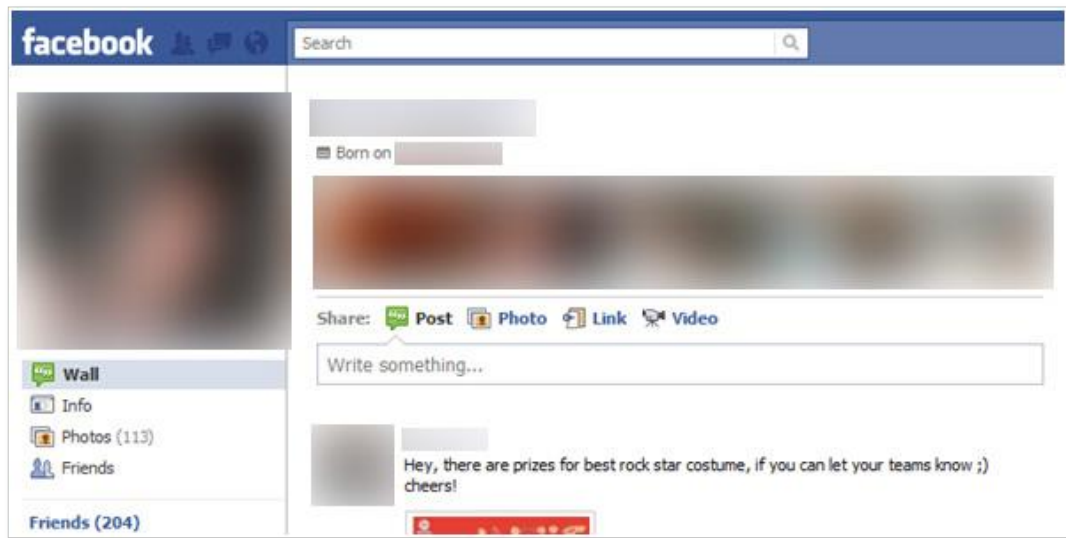 facebook
Search
Born on
Share: Post Photo Link Video
Write something...
Wall
Info
Photos (113)
Friends
Friends (204)
Hey, there are prizes for best rock star costume, if you can let your teams know ;)
cheers!